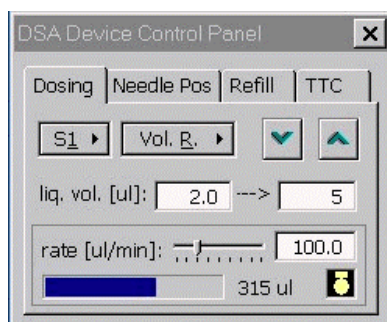 DSA Device Control Panel
Dosing Needle Pos Refill TTC
S1 Vol. R.
liq. vol. [ul]: 2.0 ---> 5
rate [ul/min]: 100.0
315 ul